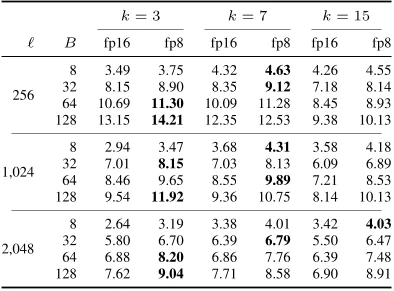 k = 3 k = 7 k = 15
ℓ B fp16 fp8 fp16 fp8 fp16 fp8
8 3.49 3.75 4.32 4.63 4.26 4.55
32 8.15 8.90 8.35 9.12 7.18 8.14
256
64 10.69 11.30 10.09 11.28 8.45 8.93
128 13.15 14.21 12.35 12.53 9.38 10.13
8 2.94 3.47 3.68 4.31 3.58 4.18
32 7.01 8.15 7.03 8.13 6.09 6.89
1,024
64 8.46 9.65 8.55 9.89 7.21 8.53
128 9.54 11.92 9.36 10.75 8.14 10.13
8 2.64 3.19 3.38 4.01 3.42 4.03
32 5.80 6.70 6.39 6.79 5.50 6.47
2,048
64 6.88 8.20 6.86 7.76 6.39 7.48
128 7.62 9.04 7.71 8.58 6.90 8.91